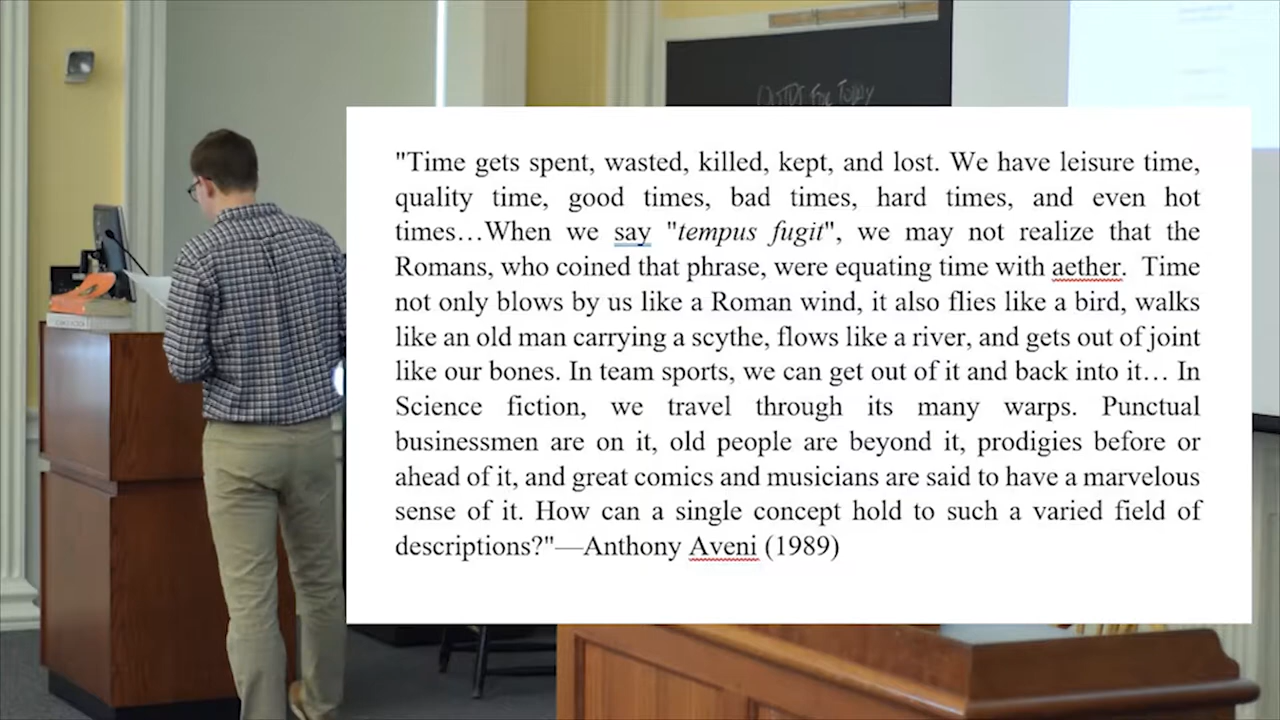 QUOTE FOR TODAY
"Time gets spent, wasted, killed, kept, and lost. We have leisure time,
quality time, good times, bad times, hard times, and even hot
times…When we say "tempus fugit", we may not realize that the
Romans, who coined that phrase, were equating time with aether.  Time
not only blows by us like a Roman wind, it also flies like a bird, walks
like an old man carrying a scythe, flows like a river, and gets out of joint
like our bones. In team sports, we can get out of it and back into it… In
Science fiction, we travel through its many warps. Punctual
businessmen are on it, old people are beyond it, prodigies before or
ahead of it, and great comics and musicians are said to have a marvelous
sense of it. How can a single concept hold to such a varied field of
descriptions?"—Anthony Aveni (1989)